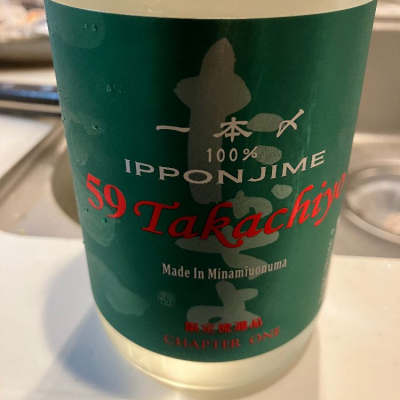 一本〆
100%
IPPONJIME
59 Takachiyo
Made In Minamiuonuma
CHAPTER ONE